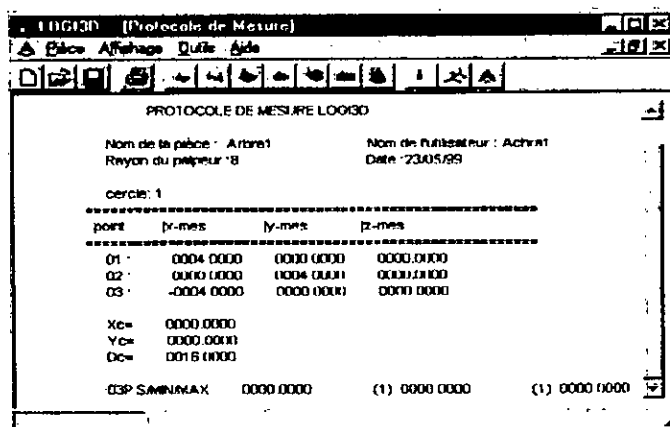 LOGI3D [Protocole de Mesure]
Pièce Affichage Outils Aide
PROTOCOLE DE MESURE LOGI3D
Nom de la pièce : Arbre1 Nom de l'utilisateur : Achrat
Rayon du palpeur :8 Date :23/05/99
cercle: 1
point |x-mes |y-mes |z-mes
01 : 0004.0000 0000.0000 0000.0000
02 : 0000.0000 0004.0000 0000.0000
03 : -0004.0000 0000.0000 0000.0000
Xc= 0000.0000
Yc= 0000.0000
Dc= 0016.0000
03P S/MIN/MAX 0000.0000 (1) 0000.0000 (1) 0000.0000